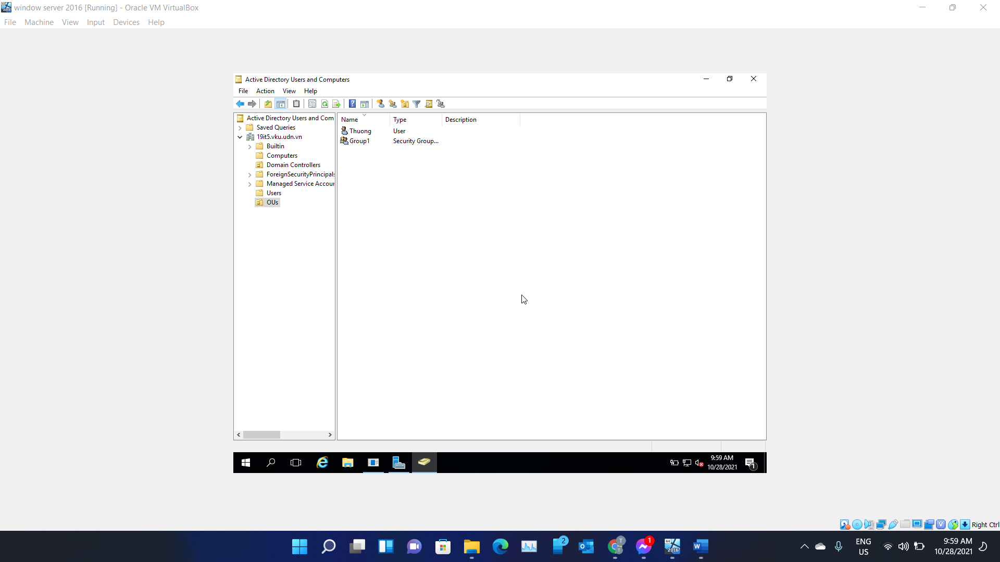 window server 2016 [Running] - Oracle VM VirtualBox
File Machine View Input Devices Help
Active Directory Users and Computers
File Action View Help
Active Directory Users and Com
Saved Queries
19it5.vku.udn.vn
Builtin
Computers
Domain Controllers
ForeignSecurityPrincipals
Managed Service Accour
Users
OUs
Name Type Description
Thuong User
Group1 Security Group...
9:59 AM
10/28/2021
1
Right Ctrl
2
T
T
1
64
2016
W
ENG
US
9:59 AM
10/28/2021